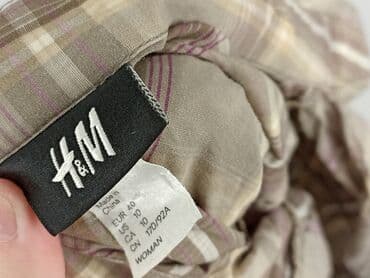 H&M
Made in
China
EUR 40
US 10
CA 10
CN 170/92A
WOMAN